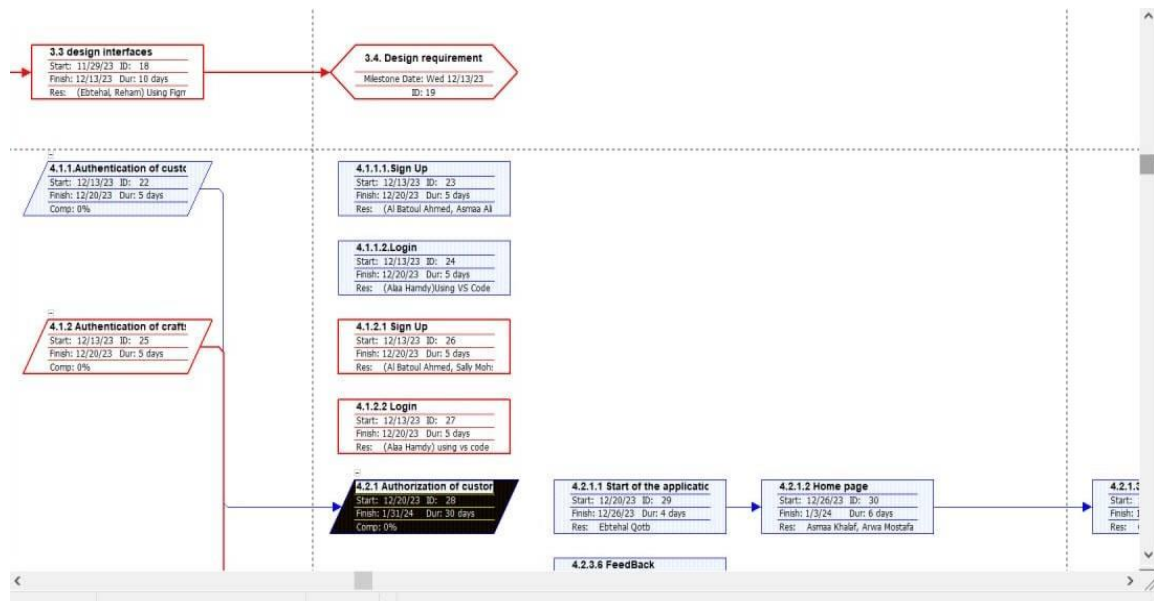 3.3 design interfaces
Start: 11/29/23 ID: 18
Finish: 12/13/23 Dur: 10 days
Res: (Ebtehal, Reham) Using Figm
3.4. Design requirement
Milestone Date: Wed 12/13/23
ID: 19
4.1.1.Authentication of custo
Start: 12/13/23 ID: 22
Finish: 12/20/23 Dur: 5 days
Comp: 0%
4.1.1.1.Sign Up
Start: 12/13/23 ID: 23
Finish: 12/20/23 Dur: 5 days
Res: (Al Batoul Ahmed, Asmaa Ali
4.1.1.2.Login
Start: 12/13/23 ID: 24
Finish: 12/20/23 Dur: 5 days
Res: (Alaa Hamdy)Using VS Code
4.1.2 Authentication of crafts
Start: 12/13/23 ID: 25
Finish: 12/20/23 Dur: 5 days
Comp: 0%
4.1.2.1 Sign Up
Start: 12/13/23 ID: 26
Finish: 12/20/23 Dur: 5 days
Res: (Al Batoul Ahmed, Sally Moh
4.1.2.2 Login
Start: 12/13/23 ID: 27
Finish: 12/20/23 Dur: 5 days
Res: (Alaa Hamdy) using vs code
4.2.1 Authorization of custor
Start: 12/20/23 ID: 28
Finish: 1/31/24 Dur: 30 days
Comp: 0%
4.2.1.1 Start of the applicatic
Start: 12/20/23 ID: 29
Finish: 12/26/23 Dur: 4 days
Res: Ebtehal Qotb
4.2.1.2 Home page
Start: 12/26/23 ID: 30
Finish: 1/3/24 Dur: 6 days
Res: Asmaa Khalaf, Arwa Mostafa
4.2.1.3
Start:
Finish: 1
Res:
4.2.3.6 FeedBack